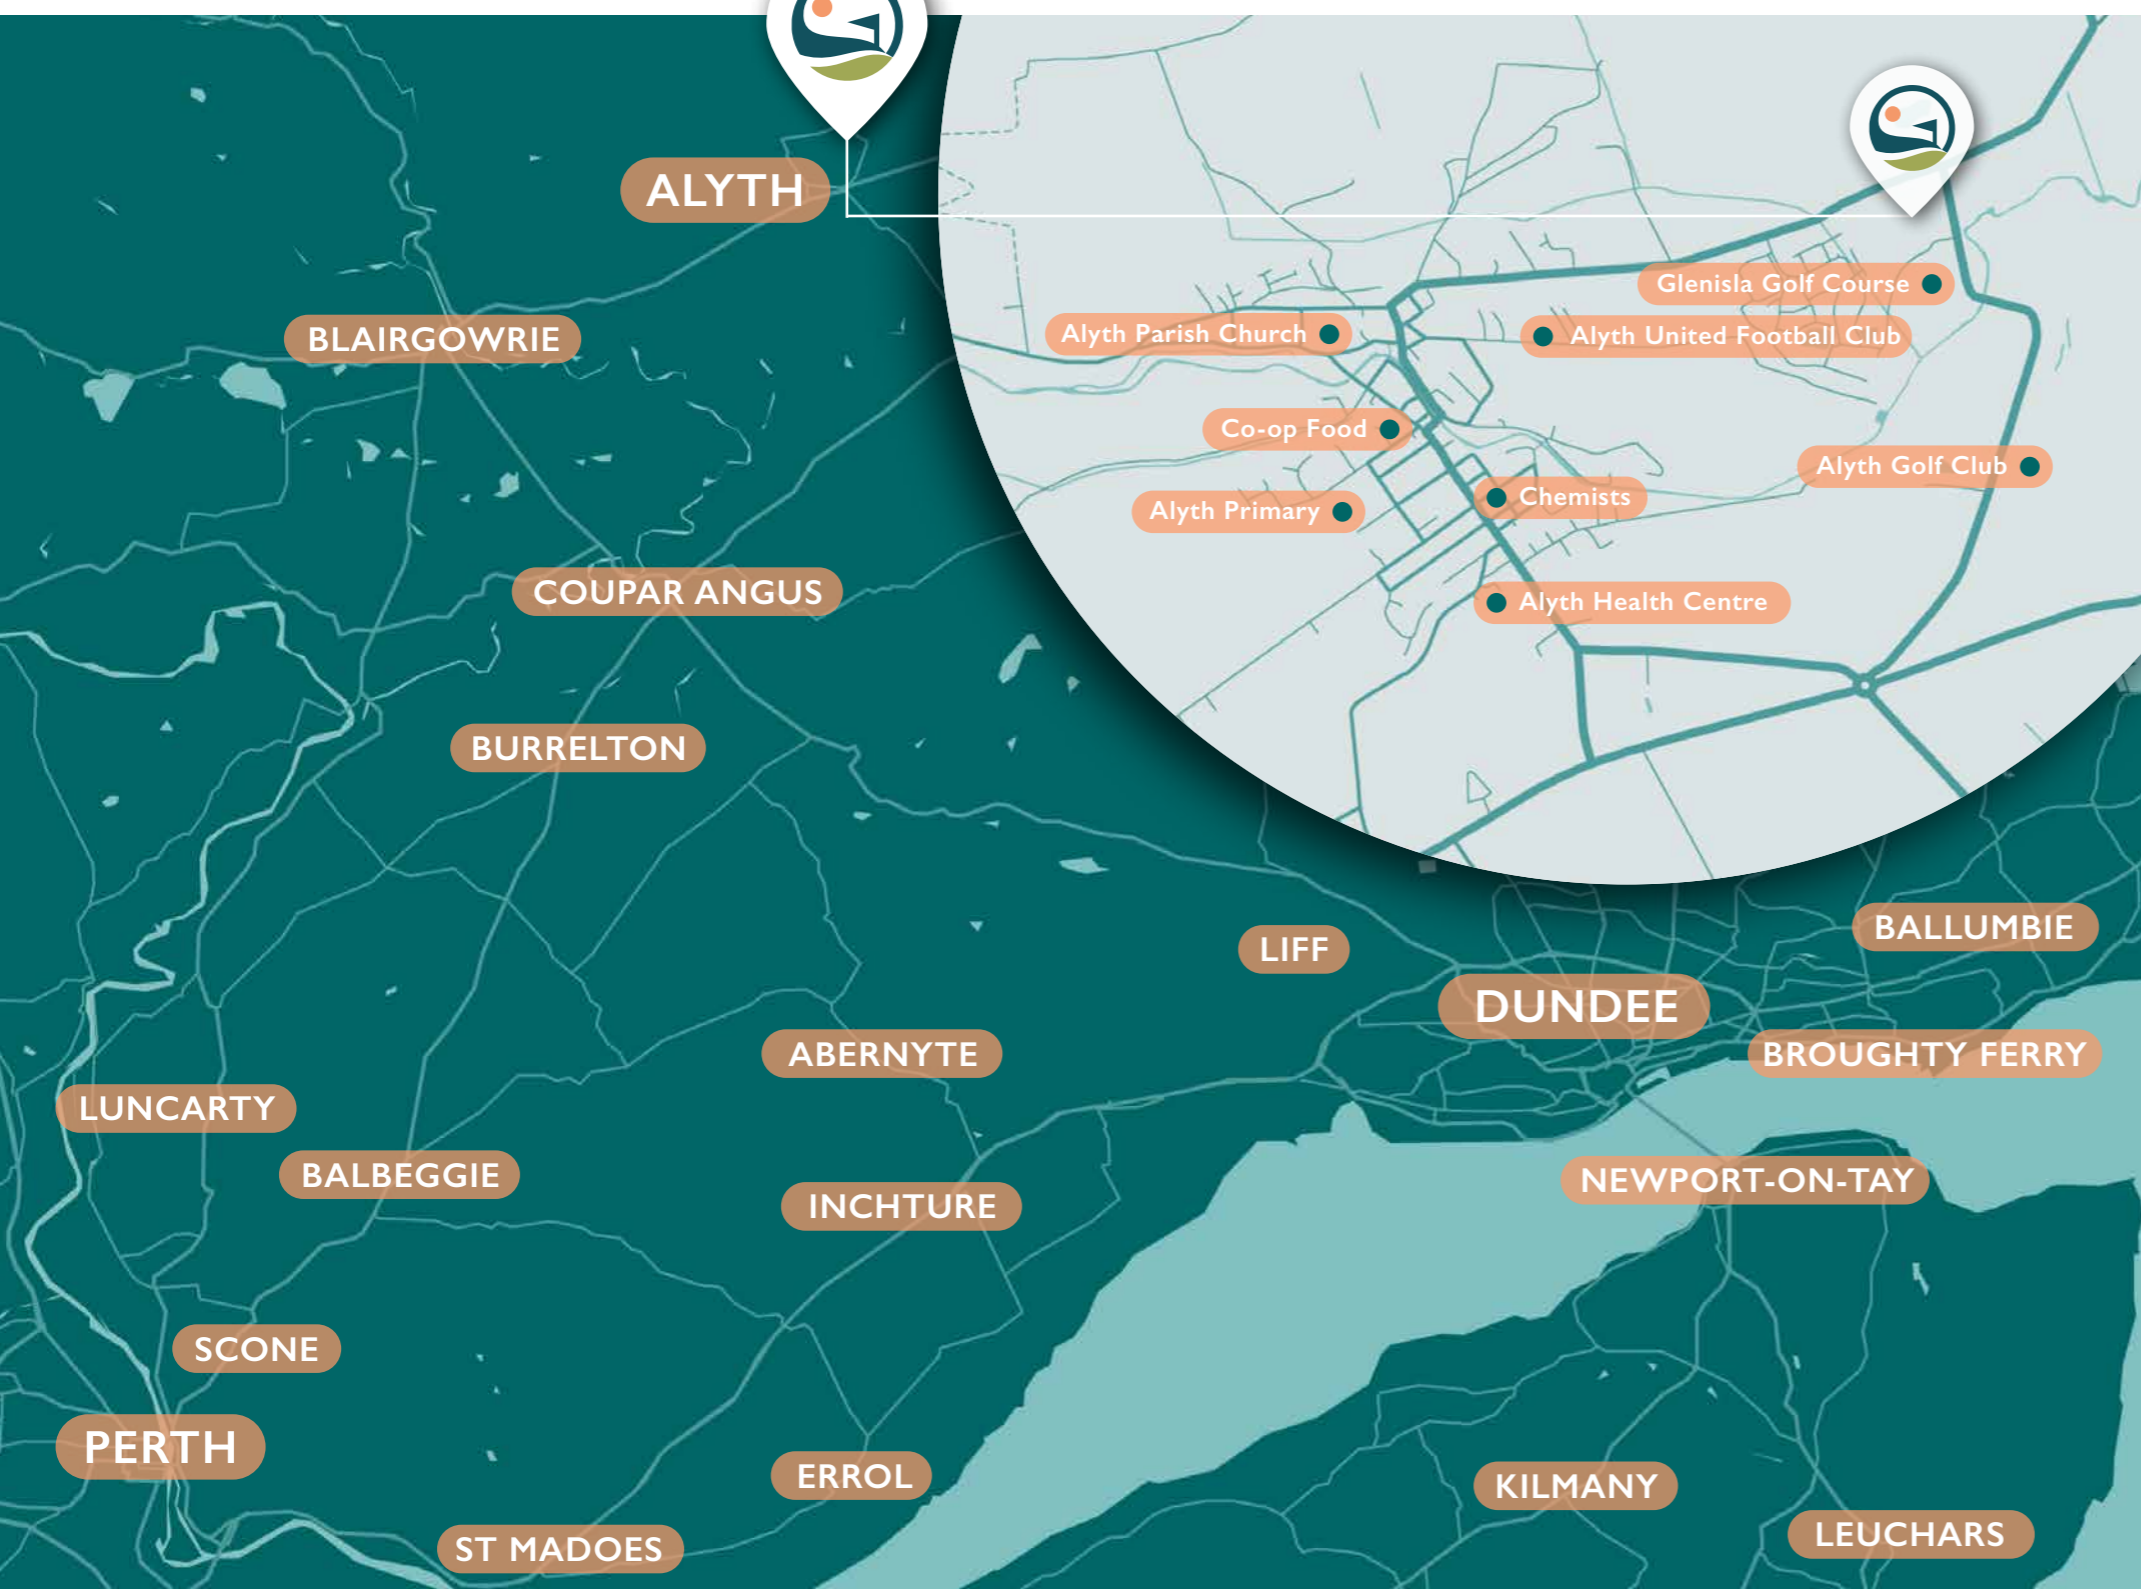 ALYTH
Glenisla Golf Course
Alyth Parish Church
Alyth United Football Club
BLAIRGOWRIE
Co-op Food
Alyth Golf Club
Chemists
Alyth Primary
COUPAR ANGUS
Alyth Health Centre
BURRELTON
BALLUMBIE
LIFF
DUNDEE
ABERNYTE
BROUGHTY FERRY
LUNCARTY
BALBEGGIE
NEWPORT-ON-TAY
INCHTURE
SCONE
PERTH
ERROL
KILMANY
LEUCHARS
ST MADOES